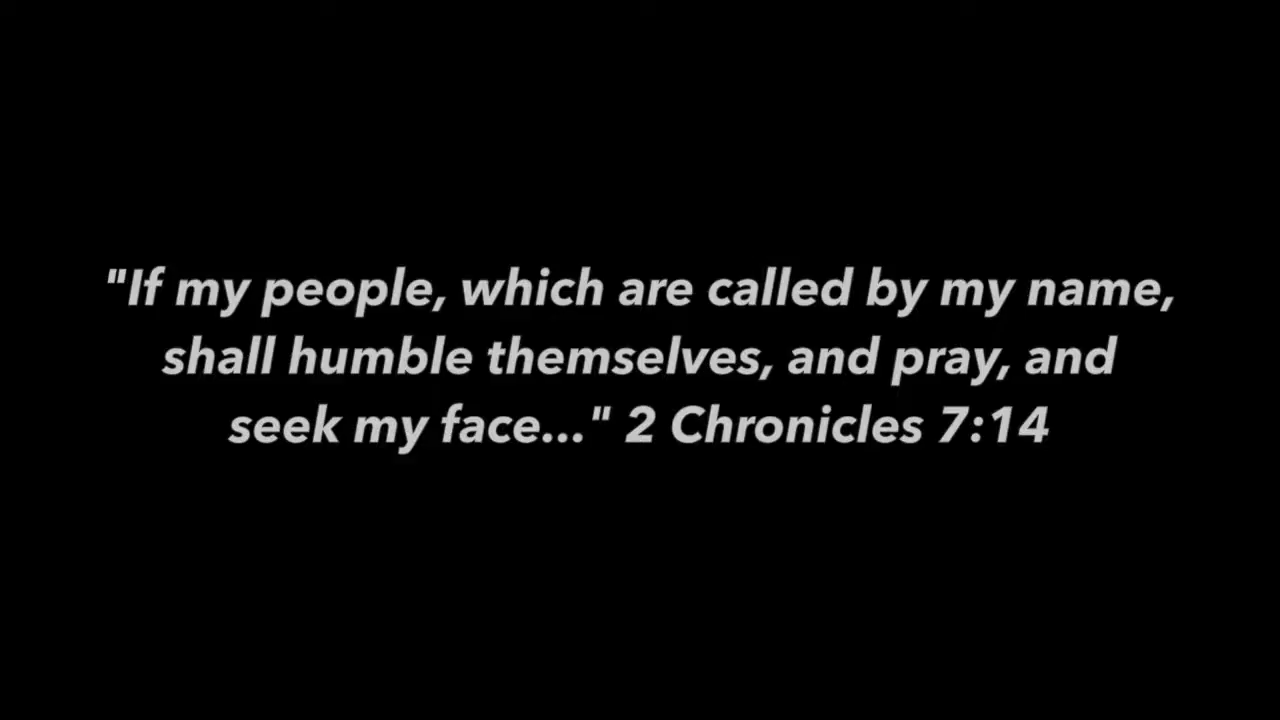 "If my people, which are called by my name,
shall humble themselves, and pray, and
seek my face..." 2 Chronicles 7:14